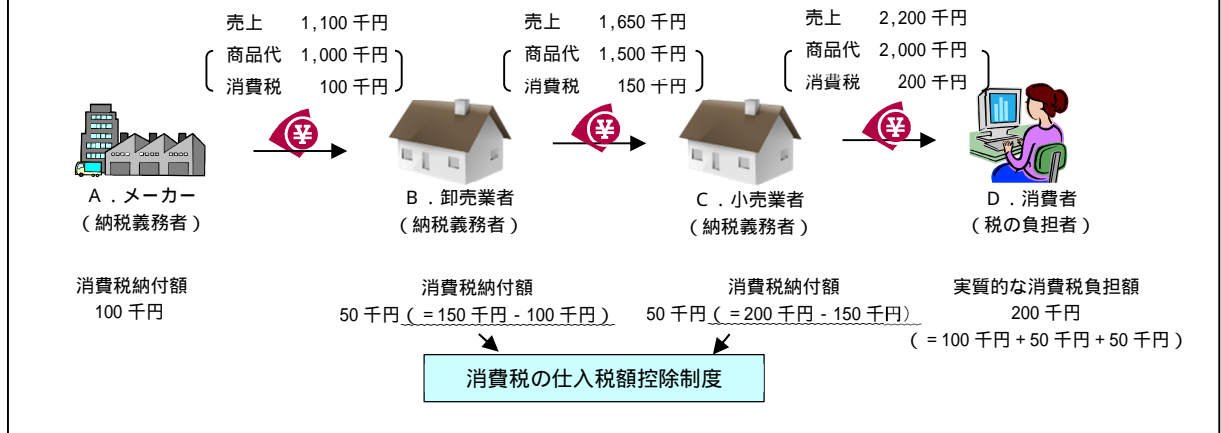 売上 1,100 千円
商品代 1,000 千円
消費税 100 千円
売上 1,650 千円
商品代 1,500 千円
消費税 150 千円
売上 2,200 千円
商品代 2,000 千円
消費税 200 千円
¥
¥
¥
A．メーカー
（納税義務者）
B．卸売業者
（納税義務者）
C．小売業者
（納税義務者）
D．消費者
（税の負担者）
消費税納付額
100 千円
消費税納付額
50 千円（＝150 千円 - 100 千円）
消費税納付額
50 千円（＝200 千円 - 150 千円）
実質的な消費税負担額
200 千円
（＝100 千円＋50 千円＋50 千円）
消費税の仕入税額控除制度